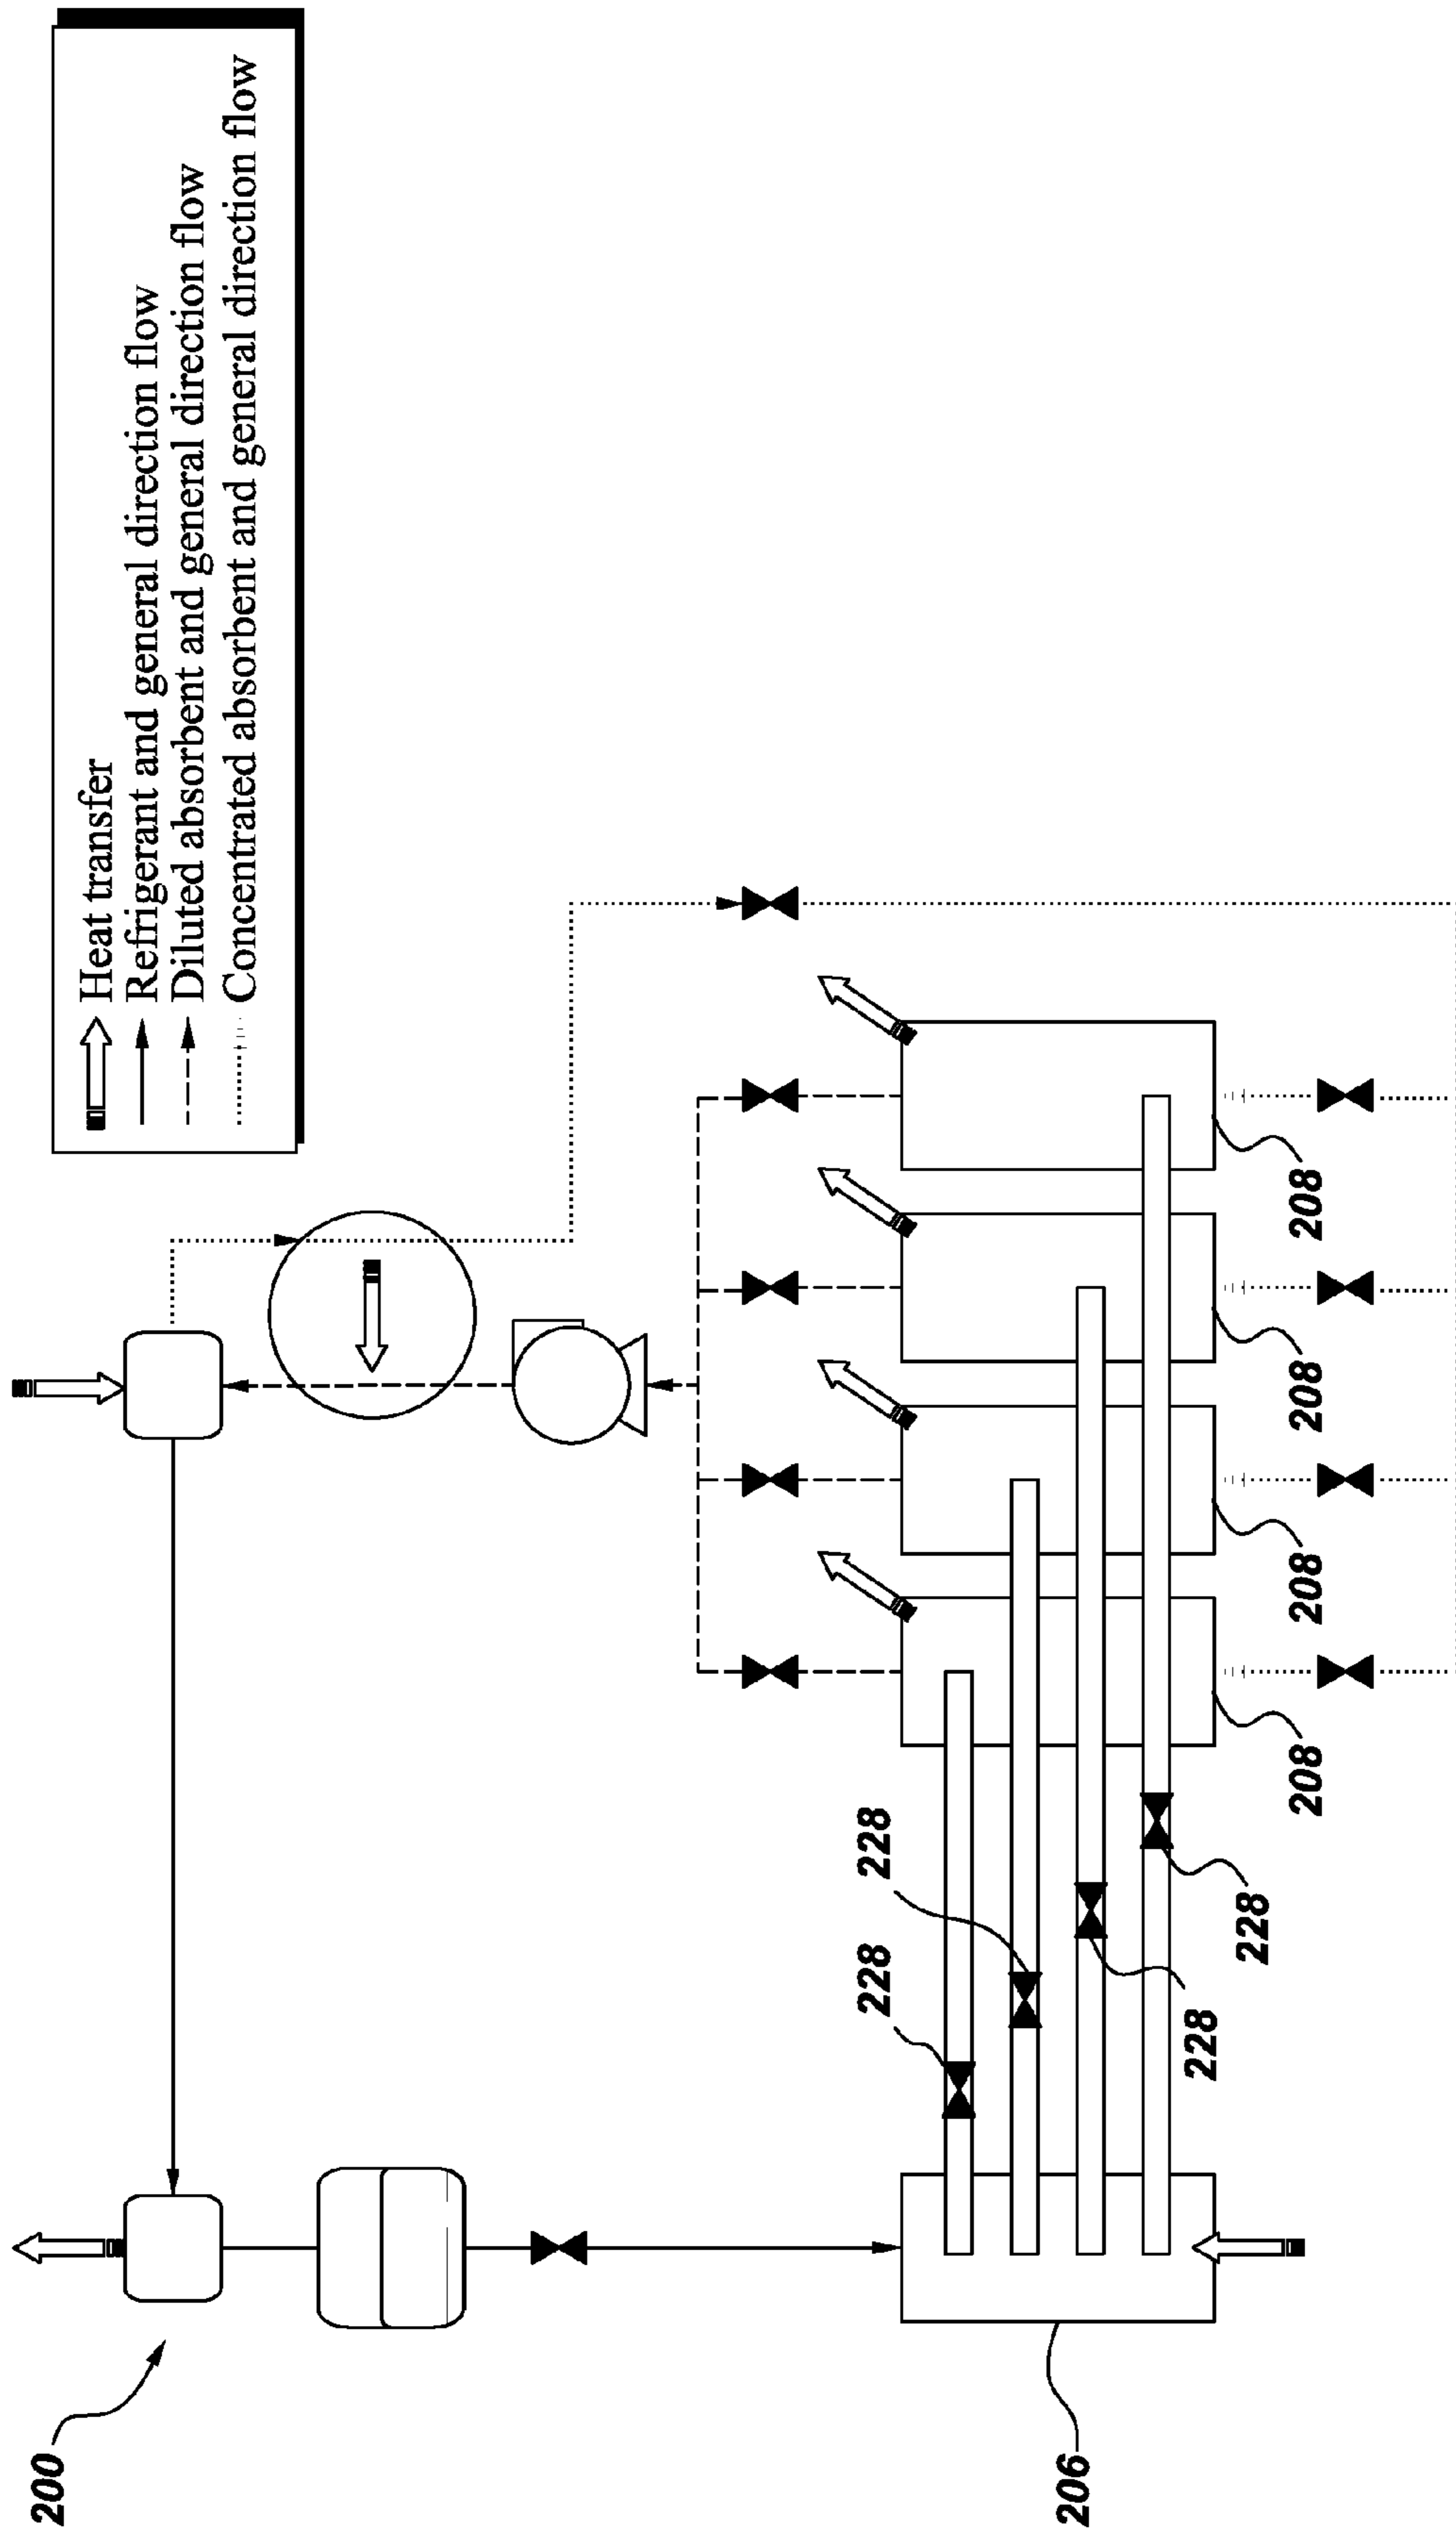 Heat transfer
Refrigerant and general direction flow
Diluted absorbent and general direction flow
Concentrated absorbent and general direction flow
200
206
228
228
228
228
208
208
208
208